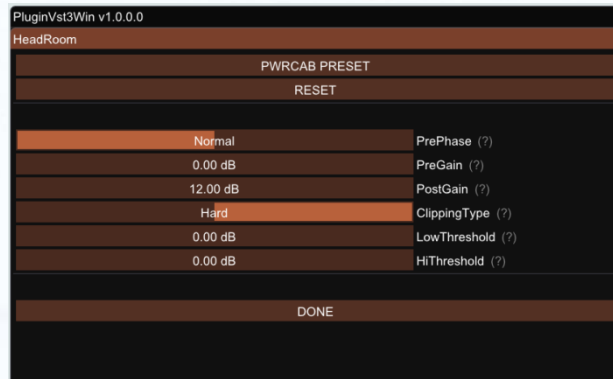 PluginVst3Win v1.0.0.0
HeadRoom
PWRCAB PRESET
RESET
Normal PrePhase (?)
0.00 dB PreGain (?)
12.00 dB PostGain (?)
Hard ClippingType (?)
0.00 dB LowThreshold (?)
0.00 dB HiThreshold (?)
DONE